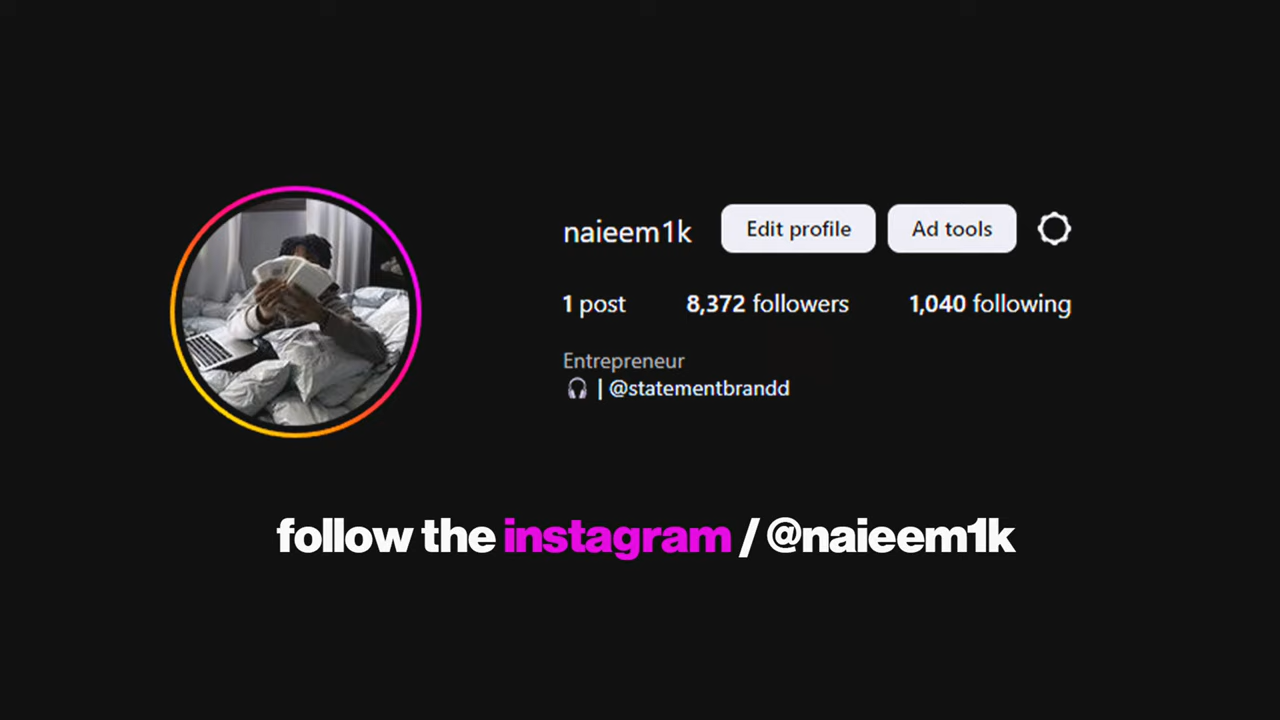 naieem1k Edit profile Ad tools
1 post 8,372 followers 1,040 following
Entrepreneur
🎧 | @statementbrandd
follow the instagram / @naieem1k